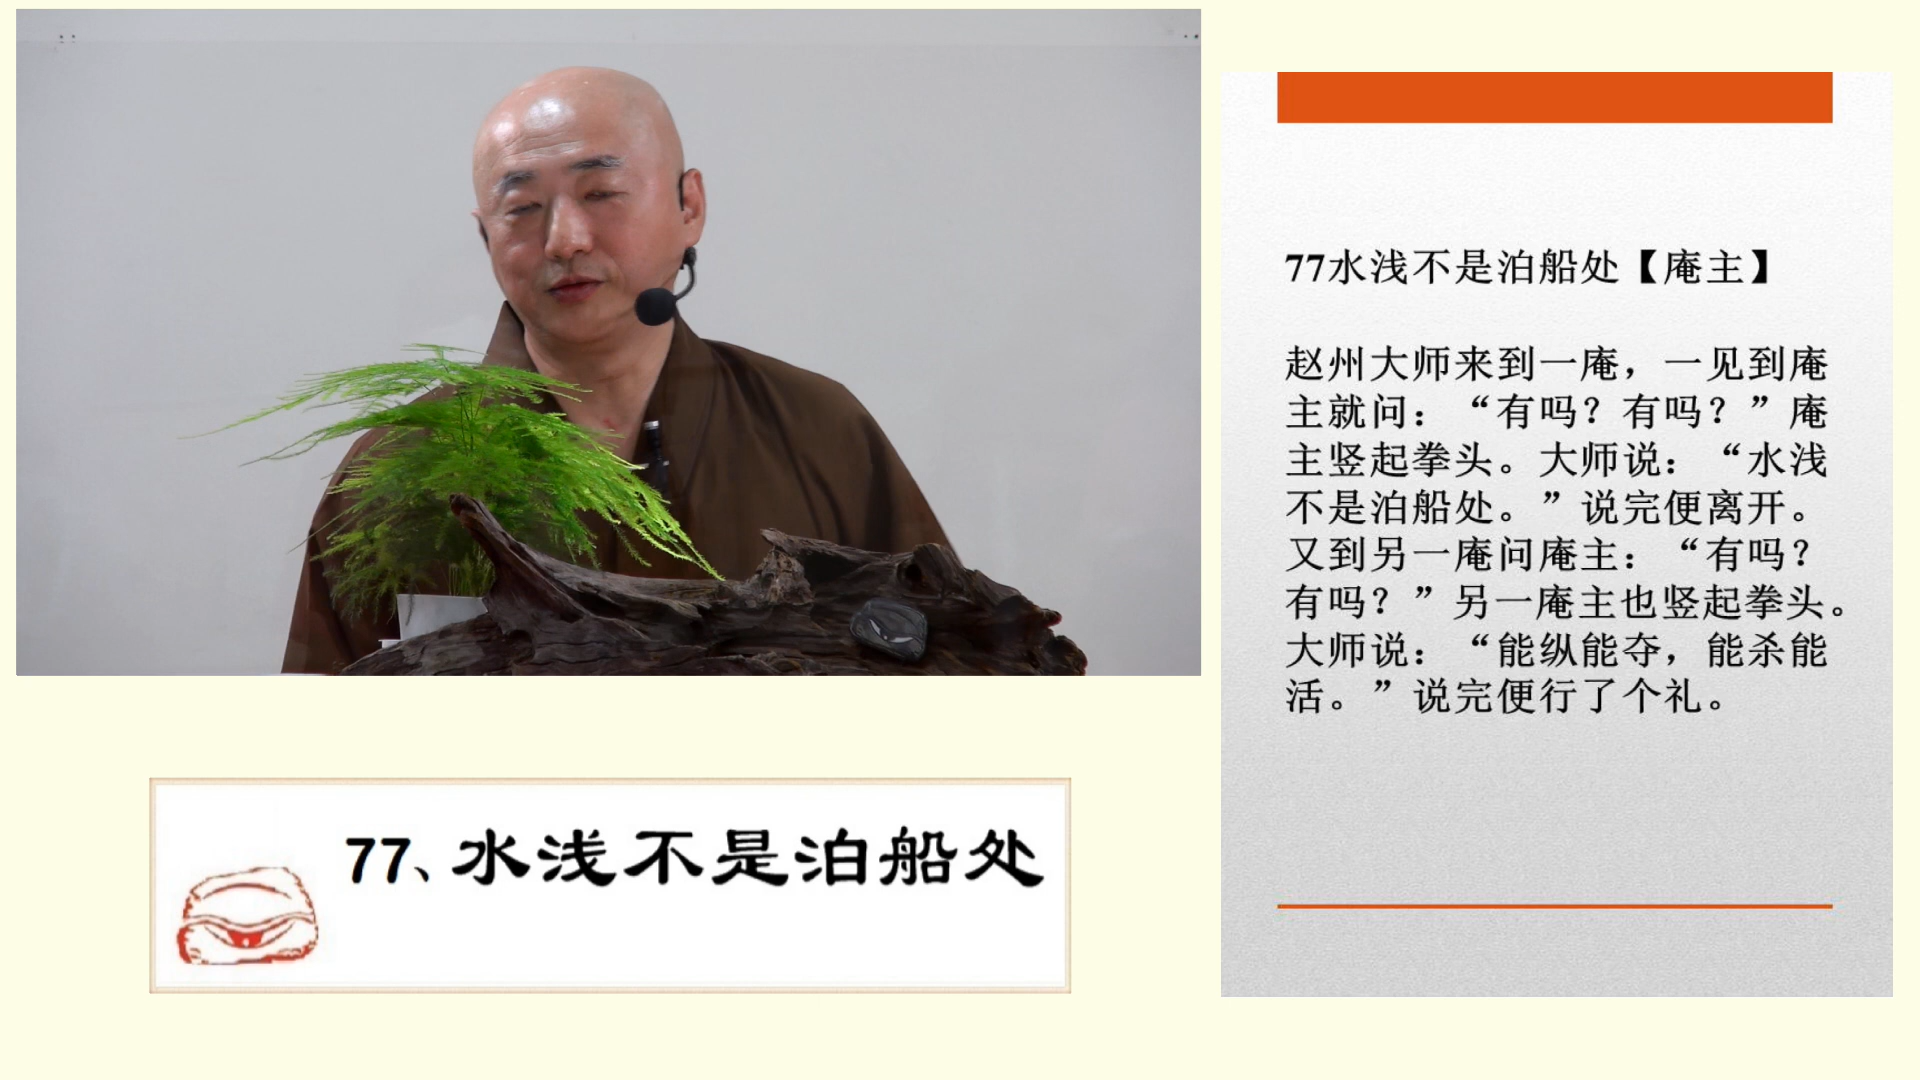 77水浅不是泊船处【庵主】
赵州大师来到一庵，一见到庵
主就问：“有吗？有吗？”庵
主竖起拳头。大师说：“水浅
不是泊船处。”说完便离开。
又到另一庵问庵主：“有吗？
有吗？”另一庵主也竖起拳头。
大师说：“能纵能夺，能杀能
活。”说完便行了个礼。
77、水浅不是泊船处